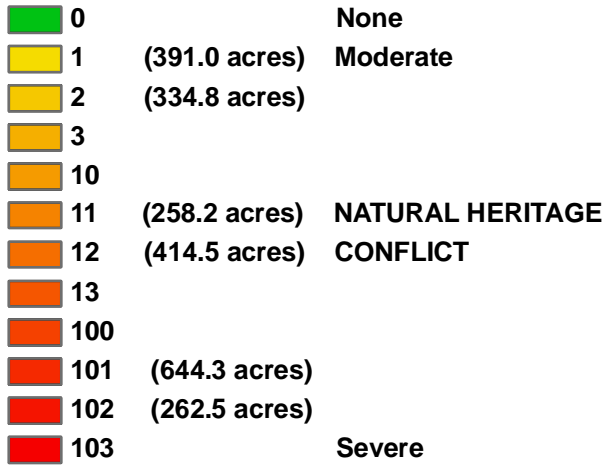 0 None
1 (391.0 acres) Moderate
2 (334.8 acres)
3
10
11 (258.2 acres) NATURAL HERITAGE
12 (414.5 acres) CONFLICT
13
100
101 (644.3 acres)
102 (262.5 acres)
103 Severe